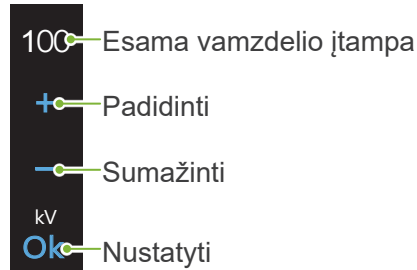 100 Esama vamzdelio įtampa
+ Padidinti
− Sumažinti
kV
Ok Nustatyti